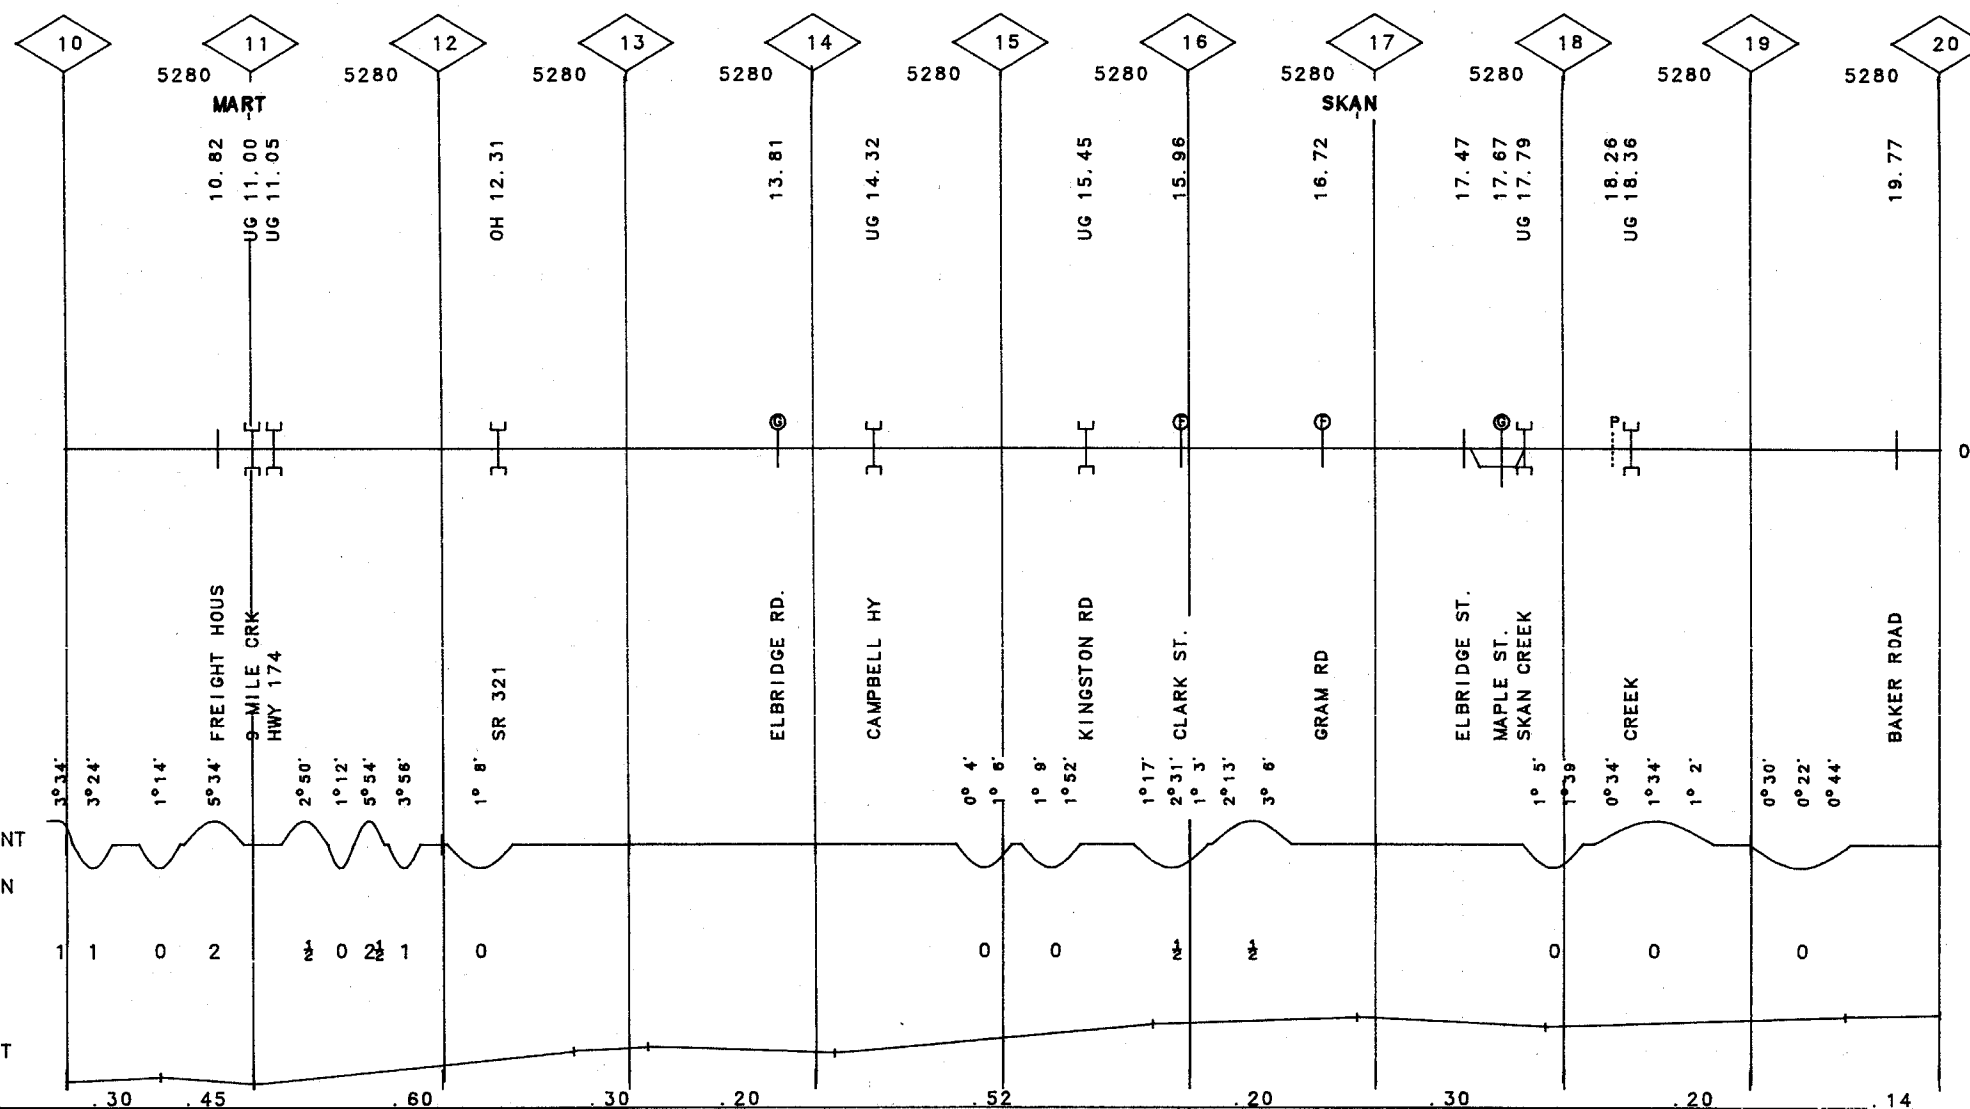 10 11 12 13 14 15 16 17 18 19 20
5280 5280 5280 5280 5280 5280 5280 5280 5280 5280
MART SKAN
10.82
UG 11.00
UG 11.05
OH 12.31
13.81
UG 14.32
UG 15.45
15.96
16.72
17.47
17.67
UG 17.79
18.26
UG 18.36
19.77
G F F G P
0
FREIGHT HOUS
9 MILE CRK
HWY 174
SR 321
ELBRIDGE RD.
CAMPBELL HY
KINGSTON RD
CLARK ST.
GRAM RD
ELBRIDGE ST.
MAPLE ST.
SKAN CREEK
CREEK
BAKER ROAD
3°34' 3°24' 1°14' 5°34' 2°50' 1°12' 5°54' 3°56' 1° 8' 0° 4' 1° 6' 1° 9' 1°52' 1°17' 2°31' 1° 3' 2°13' 3° 6' 1° 5' 1°39 0°34' 1°34' 1° 2' 0°30' 0°22' 0°44'
NT
N
1 1 0 2 ½ 0 2½ 1 0 0 0 ½ ½ 0 0 0
T
.30 .45 .60 .30 .20 .52 .20 .30 .20 .14